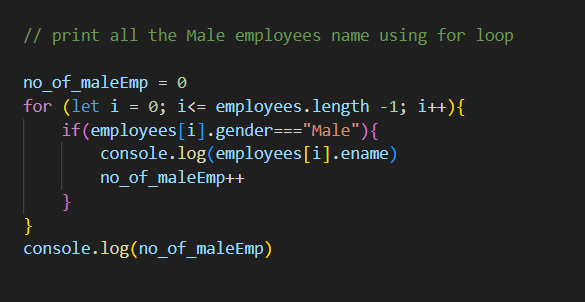 // print all the Male employees name using for loop
no_of_maleEmp = 0
for (let i = 0; i<= employees.length -1; i++){
if(employees[i].gender==="Male"){
console.log(employees[i].ename)
no_of_maleEmp++
}
}
console.log(no_of_maleEmp)